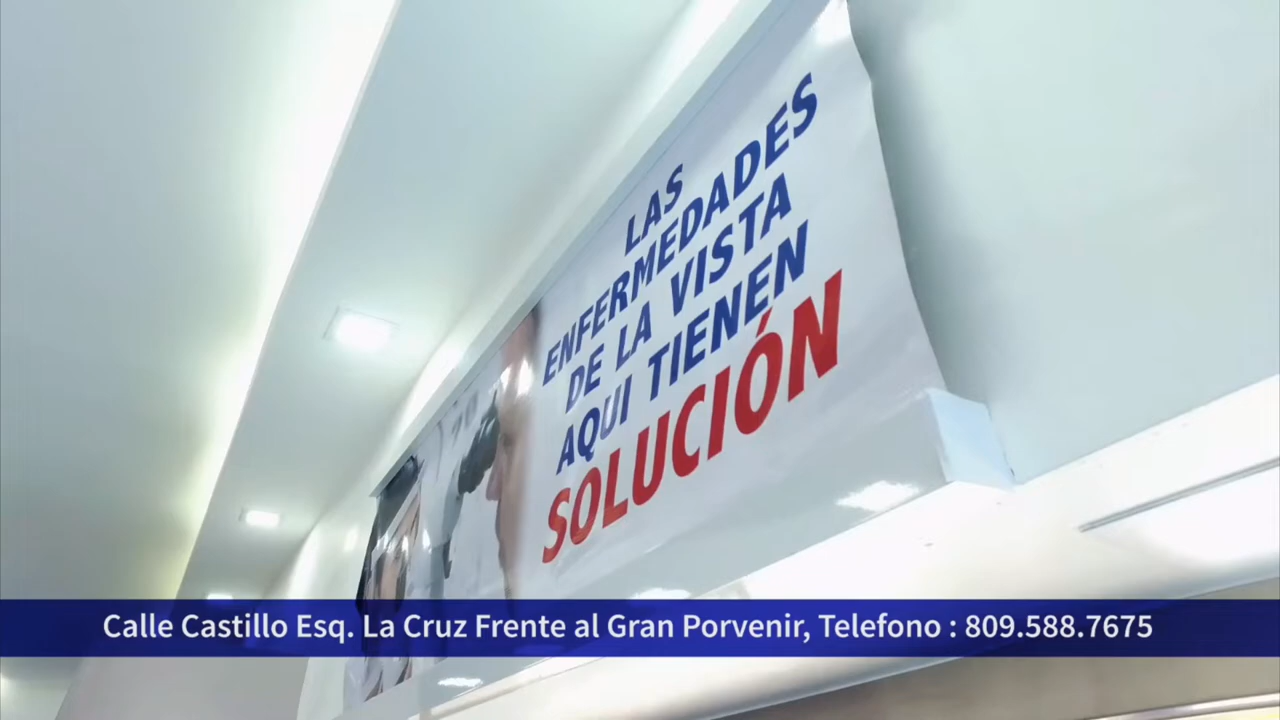 LAS
ENFERMEDADES
DE LA VISTA
AQUI TIENEN
SOLUCIÓN
Calle Castillo Esq. La Cruz Frente al Gran Porvenir, Telefono : 809.588.7675